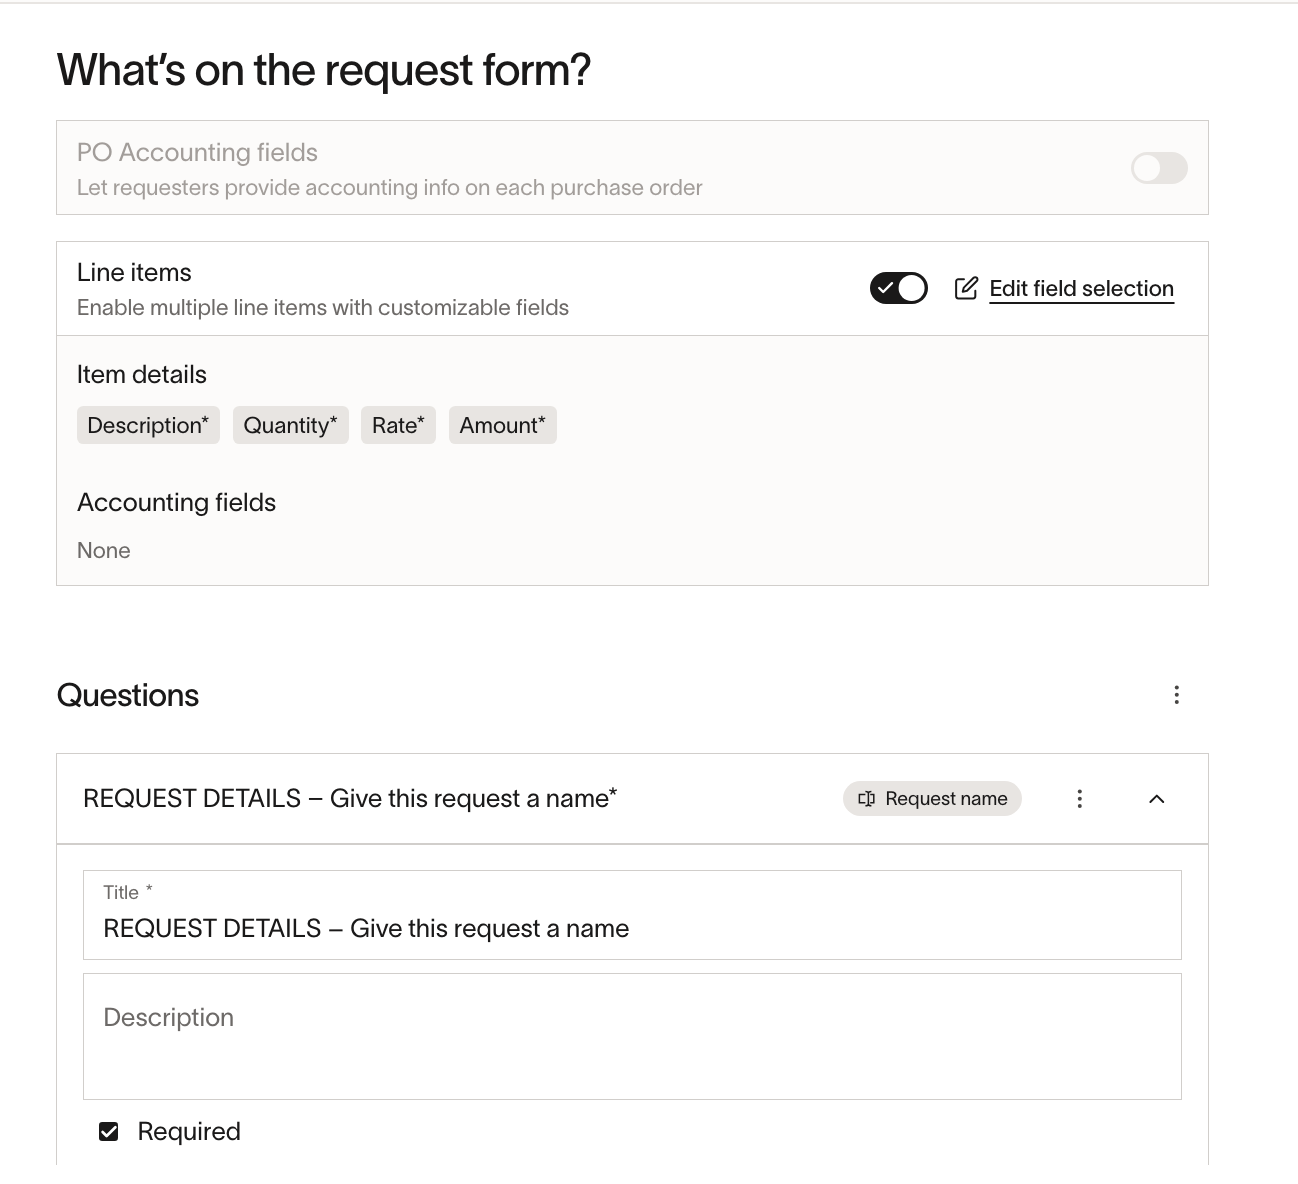 What's on the request form?
PO Accounting fields
Let requesters provide accounting info on each purchase order
Line items
Enable multiple line items with customizable fields
Edit field selection
Item details
Description* Quantity* Rate* Amount*
Accounting fields
None
Questions
REQUEST DETAILS – Give this request a name* Request name
Title *
REQUEST DETAILS – Give this request a name
Description
Required